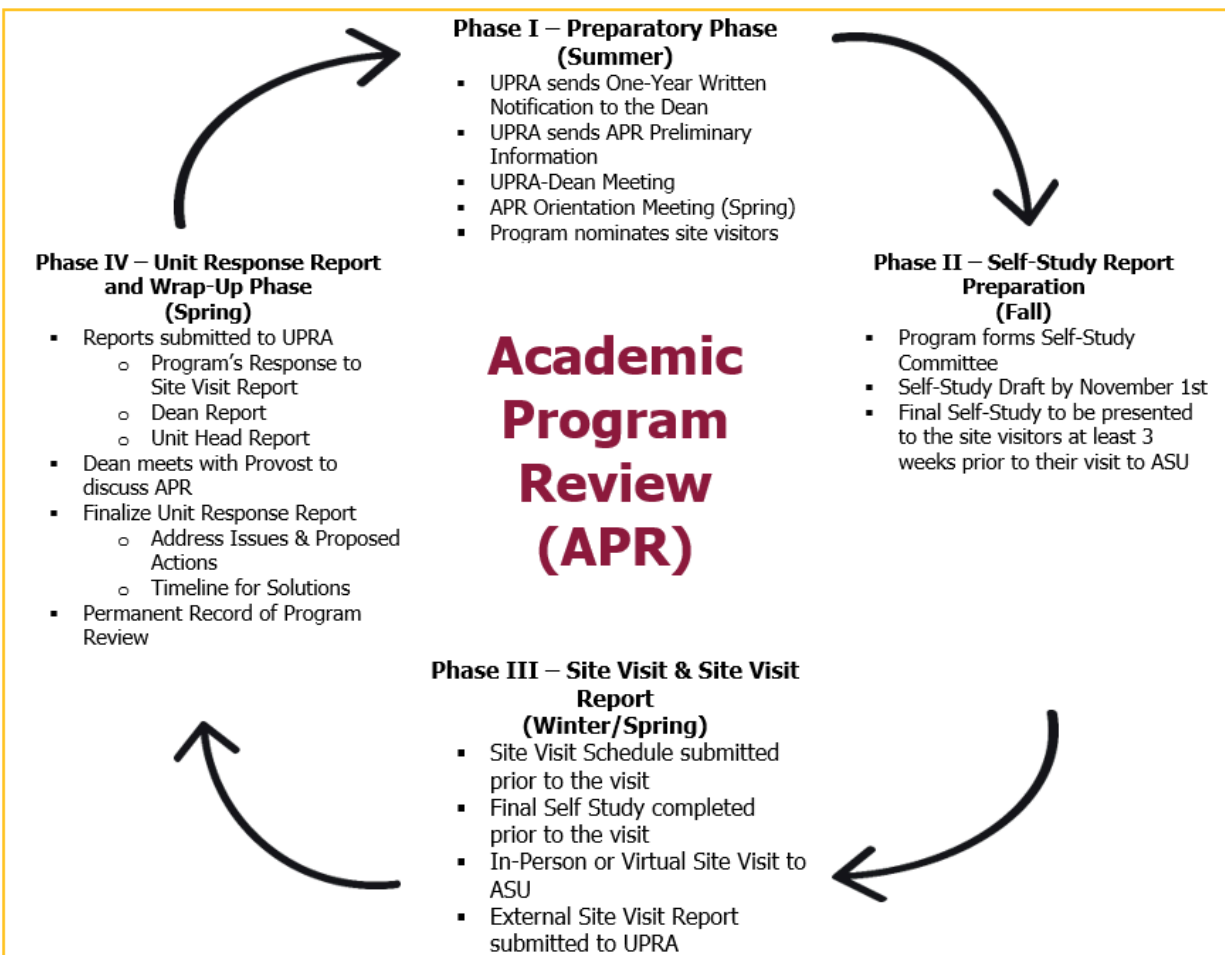 Phase I – Preparatory Phase
(Summer)
▪ UPRA sends One-Year Written
Notification to the Dean
▪ UPRA sends APR Preliminary
Information
▪ UPRA-Dean Meeting
▪ APR Orientation Meeting (Spring)
▪ Program nominates site visitors
Phase II – Self-Study Report
Preparation
(Fall)
▪ Program forms Self-Study
Committee
▪ Self-Study Draft by November 1st
▪ Final Self-Study to be presented
to the site visitors at least 3
weeks prior to their visit to ASU
Phase III – Site Visit & Site Visit
Report
(Winter/Spring)
▪ Site Visit Schedule submitted
prior to the visit
▪ Final Self Study completed
prior to the visit
▪ In-Person or Virtual Site Visit to
ASU
▪ External Site Visit Report
submitted to UPRA
Phase IV – Unit Response Report
and Wrap-Up Phase
(Spring)
▪ Reports submitted to UPRA
o Program's Response to
Site Visit Report
o Dean Report
o Unit Head Report
▪ Dean meets with Provost to
discuss APR
▪ Finalize Unit Response Report
o Address Issues & Proposed
Actions
o Timeline for Solutions
▪ Permanent Record of Program
Review
Academic
Program
Review
(APR)